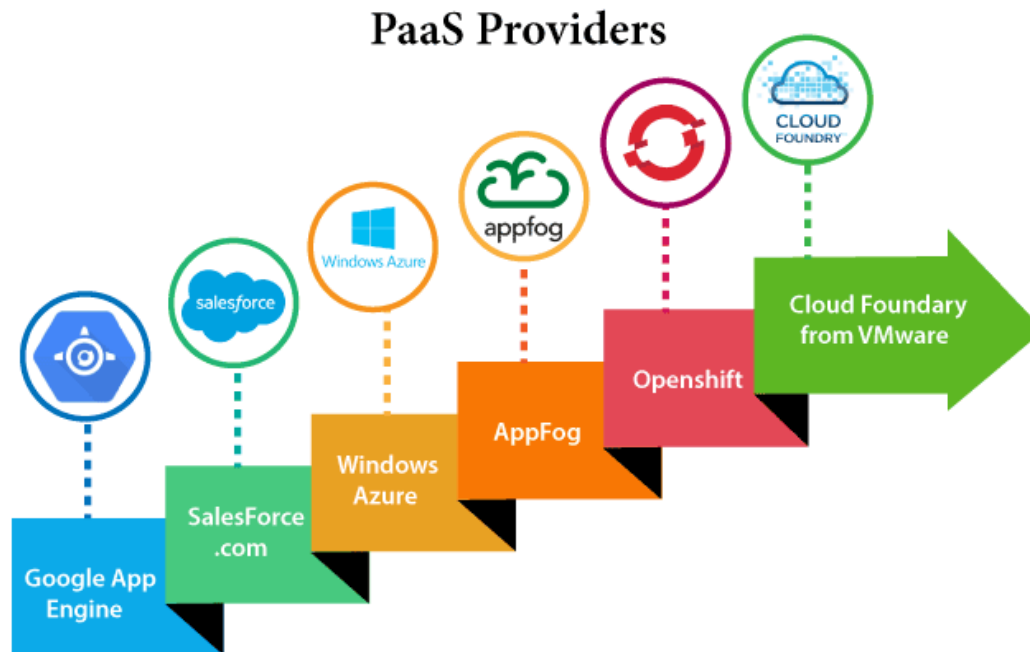 PaaS Providers
CLOUD
FOUNDRY™
appfog
Windows Azure
salesforce
Cloud Foundary
from VMware
Openshift
AppFog
Windows
Azure
SalesForce
.com
Google App
Engine